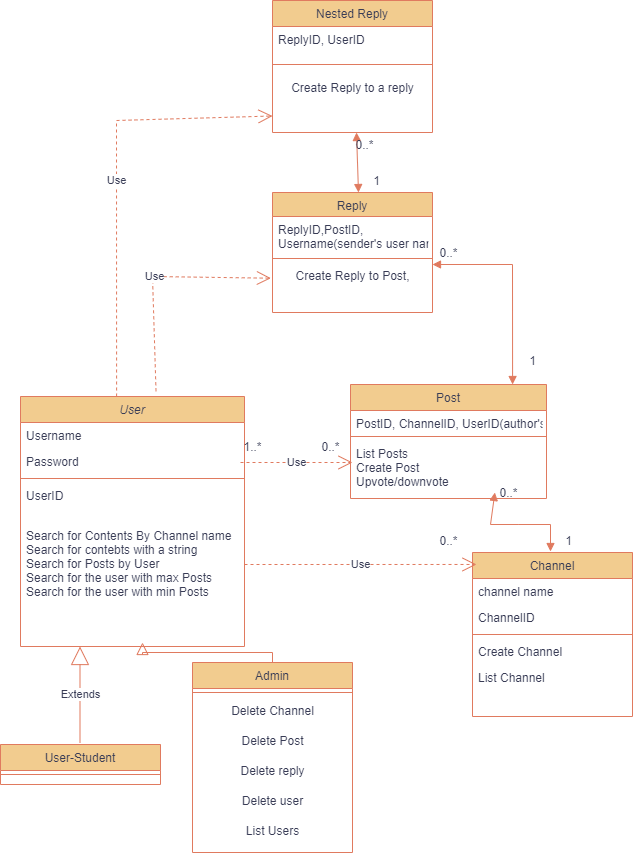 Nested Reply
ReplyID, UserID
Create Reply to a reply
0..*
Use
1
Reply
ReplyID,PostID,
Username(sender's user nar
0..*
Use
Create Reply to Post,
1
Post
User
PostID, ChannelID, UserID(author's
Username
1..*
0..*
List Posts
Password
Use
Create Post
Upvote/downvote
UserID
0..*
Search for Contents By Channel name
0..*
1
Search for contebts with a string
Search for Posts by User
Use
Channel
Search for the user with max Posts
Search for the user with min Posts
channel name
ChannelID
Create Channel
Admin
List Channel
Extends
Delete Channel
Delete Post
User-Student
Delete reply
Delete user
List Users